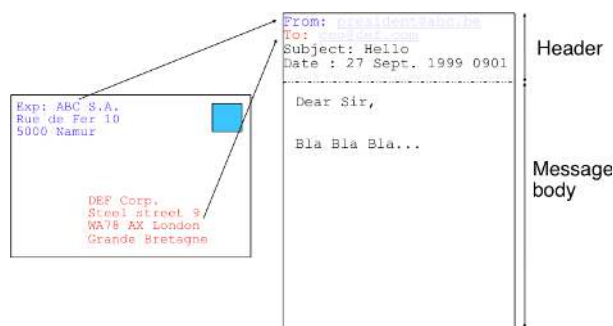 Exp: ABC S.A.
Rue de Fer 10
5000 Namur
DEF Corp.
Steel street 9
WA78 AX London
Grande Bretagne
From: president@abc.be
To: ceo@def.com
Subject: Hello
Date : 27 Sept. 1999 0901
Dear Sir,
Bla Bla Bla...
Header
Message
body